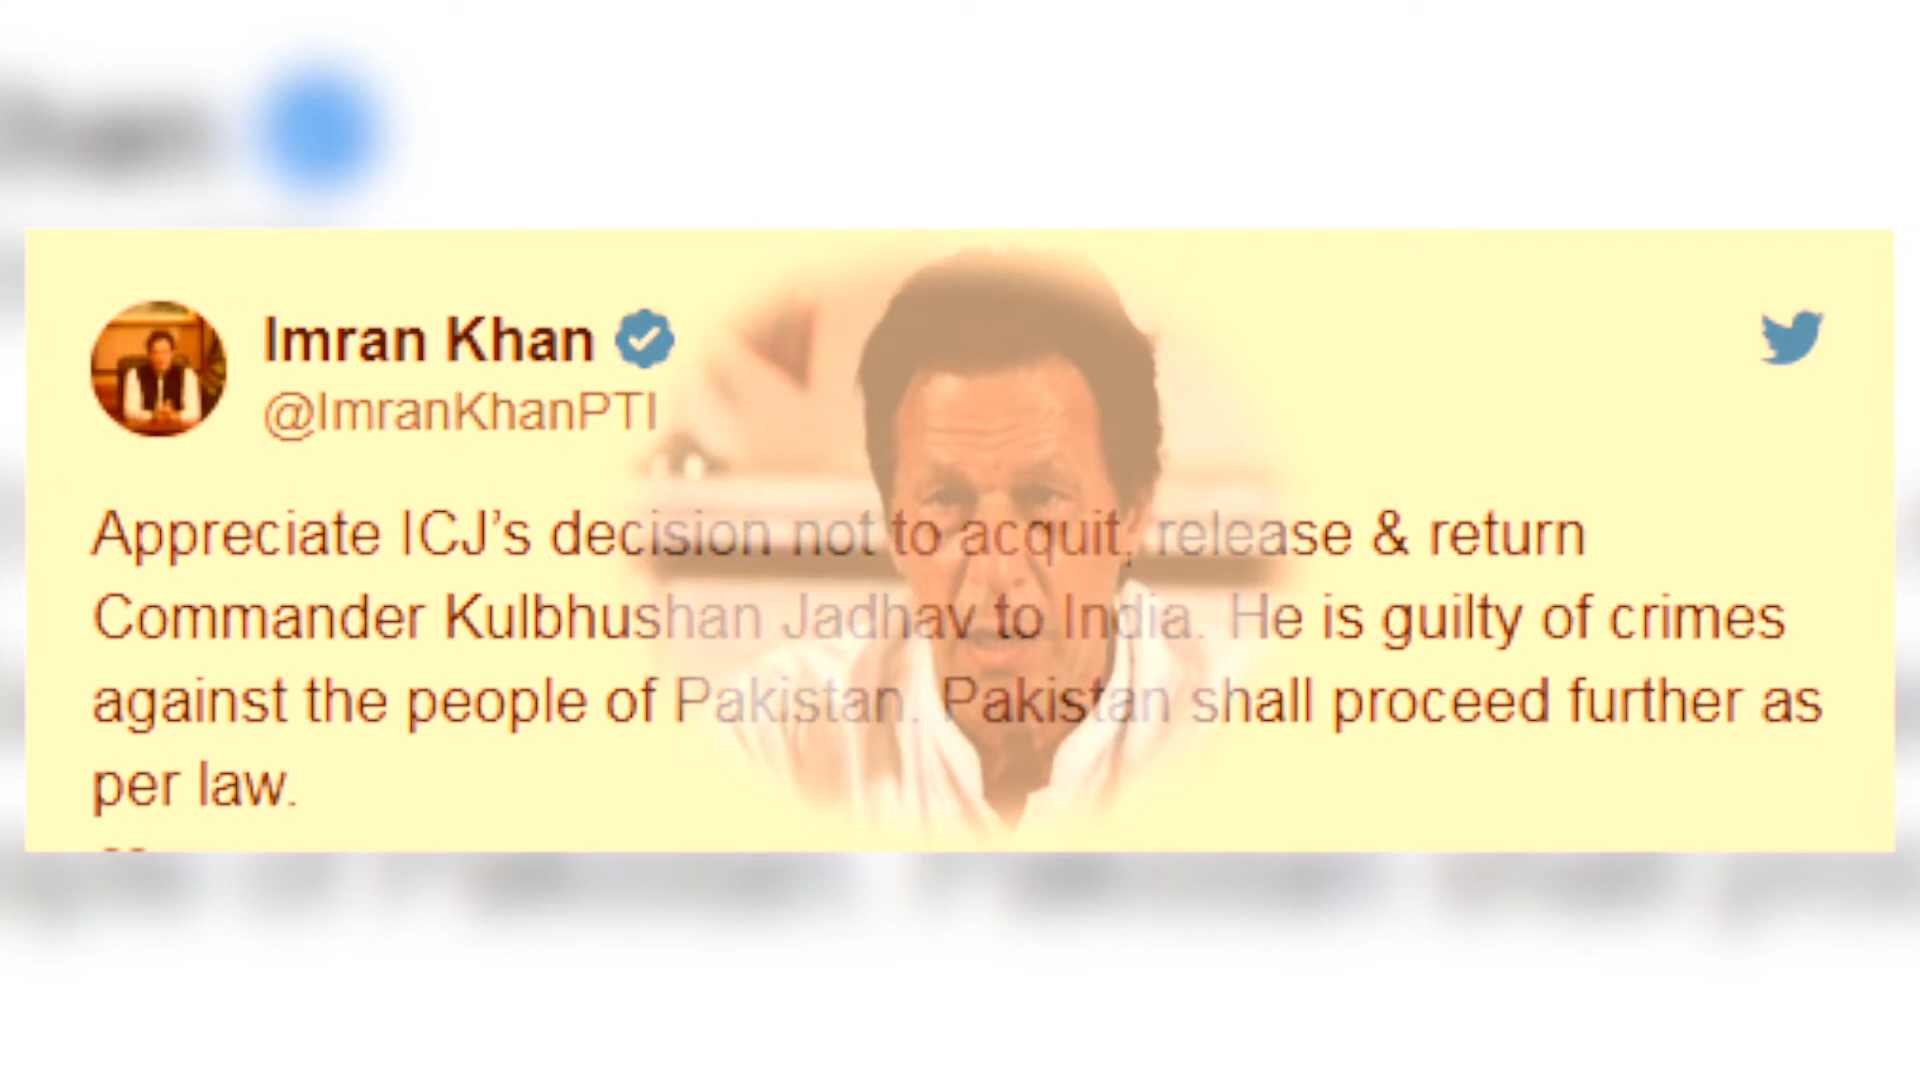 Imran Khan
@ImranKhanPTI
Appreciate ICJ’s decision not to acquit, release & return
Commander Kulbhushan Jadhav to India. He is guilty of crimes
against the people of Pakistan. Pakistan shall proceed further as
per law.